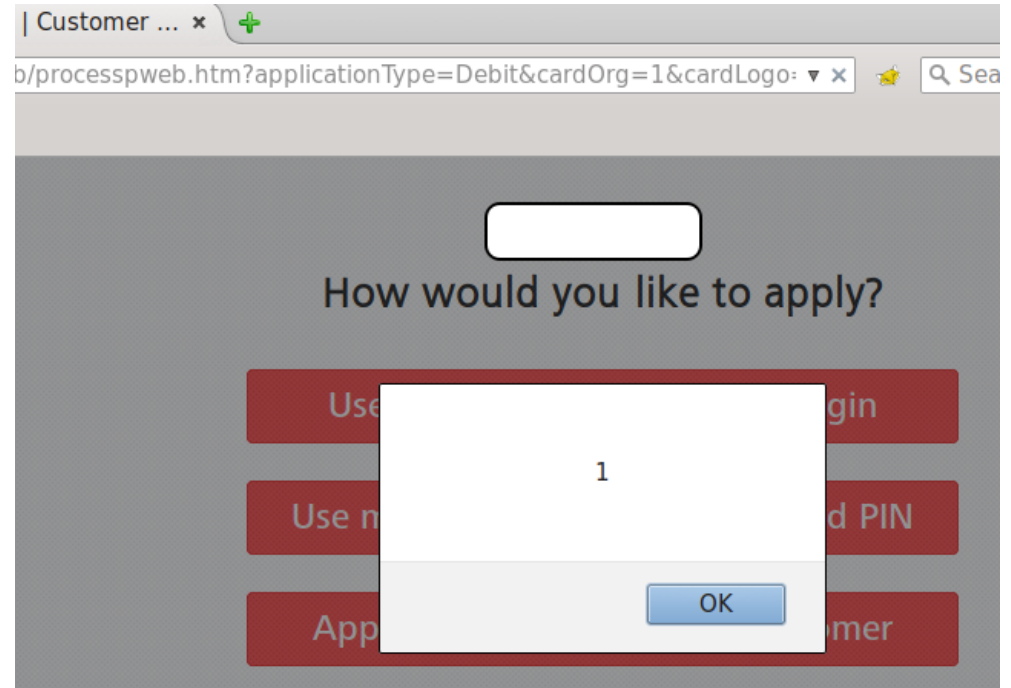 | Customer ...
b/processpweb.htm?applicationType=Debit&cardOrg=1&cardLogo
Sea
How would you like to apply?
Use
gin
1
Use m
d PIN
OK
App
omer